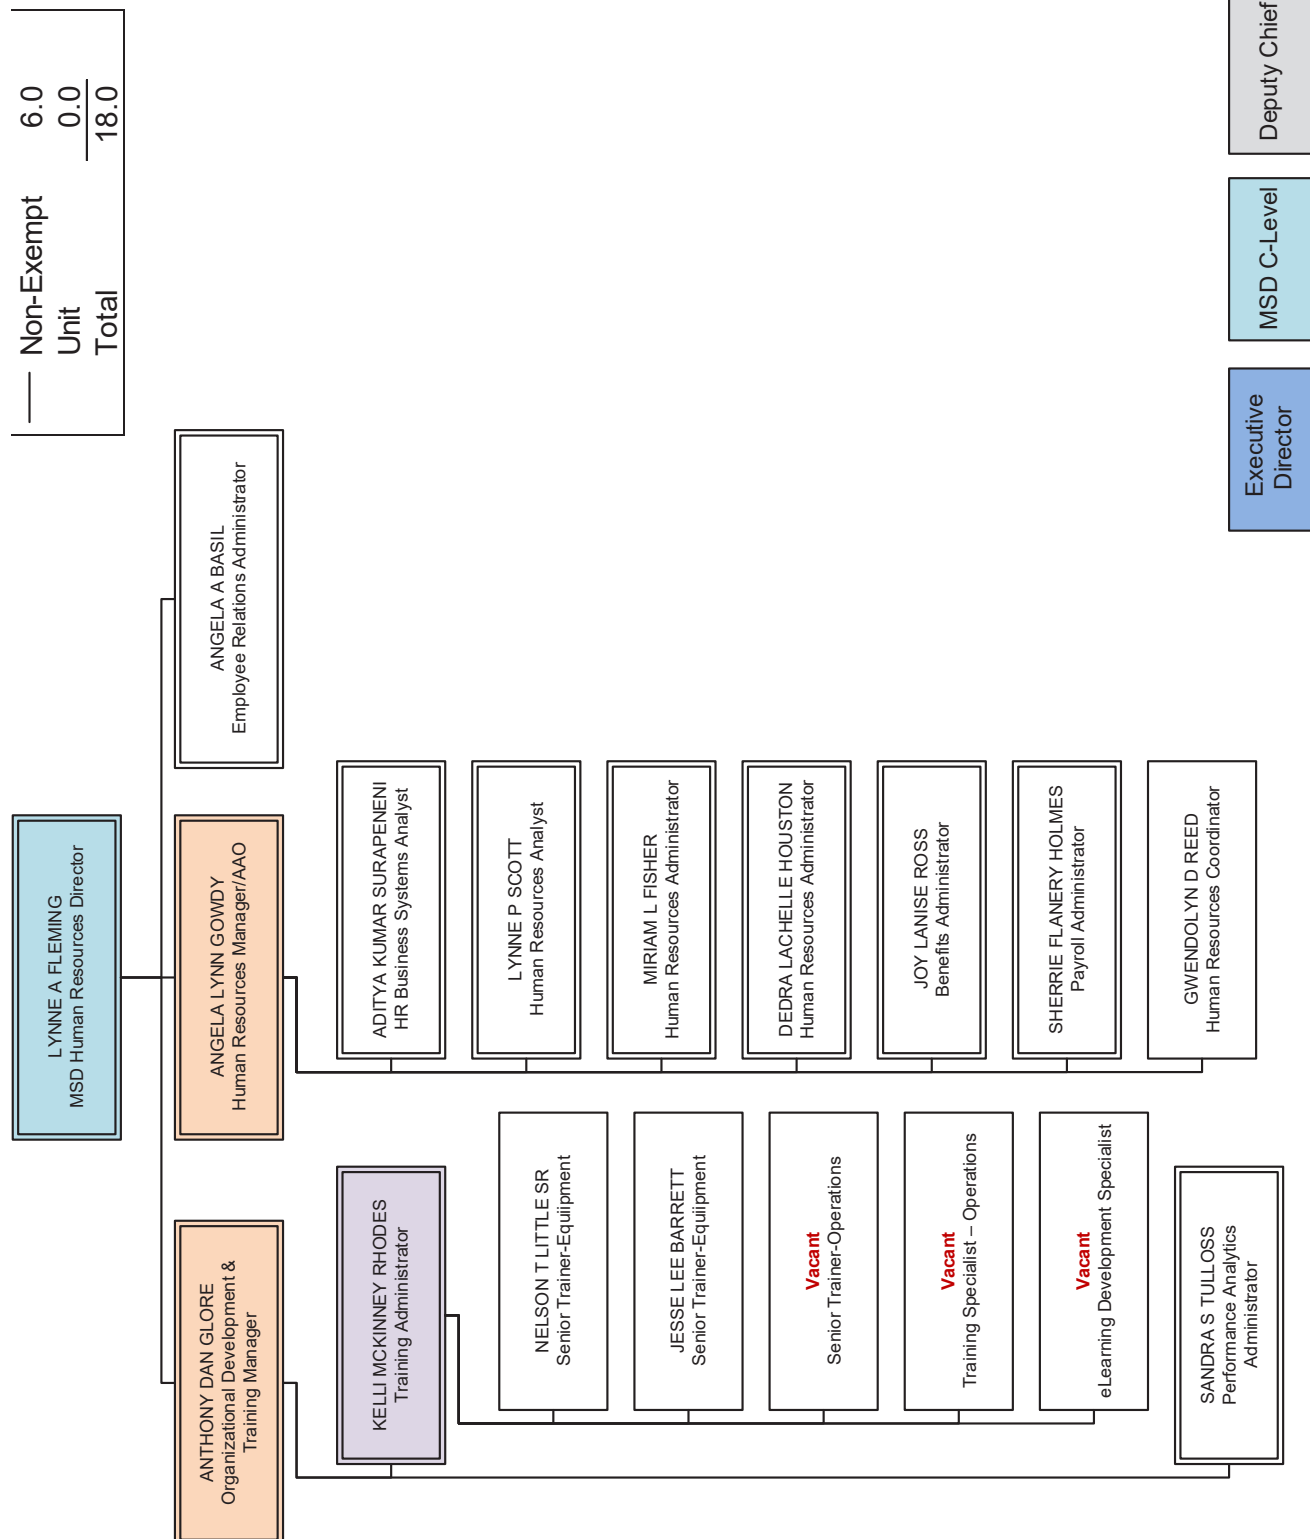 Non-Exempt 6.0
Unit 0.0
Total 18.0
LYNNE A FLEMING
MSD Human Resources Director
ANTHONY DAN GLORE
Organizational Development &
Training Manager
ANGELA LYNN GOWDY
Human Resources Manager/AAO
ANGELA A BASIL
Employee Relations Administrator
KELLI MCKINNEY RHODES
Training Administrator
NELSON T LITTLE SR
Senior Trainer-Equiipment
JESSE LEE BARRETT
Senior Trainer-Equiipment
Vacant
Senior Trainer-Operations
Vacant
Training Specialist – Operations
Vacant
eLearning Development Specialist
SANDRA S TULLOSS
Performance Analytics
Administrator
ADITYA KUMAR SURAPENENI
HR Business Systems Analyst
LYNNE P SCOTT
Human Resources Analyst
MIRIAM L FISHER
Human Resources Administrator
DEDRA LACHELLE HOUSTON
Human Resources Administrator
JOY LANISE ROSS
Benefits Administrator
SHERRIE FLANERY HOLMES
Payroll Administrator
GWENDOLYN D REED
Human Resources Coordinator
Executive
Director
MSD C-Level
Deputy Chief